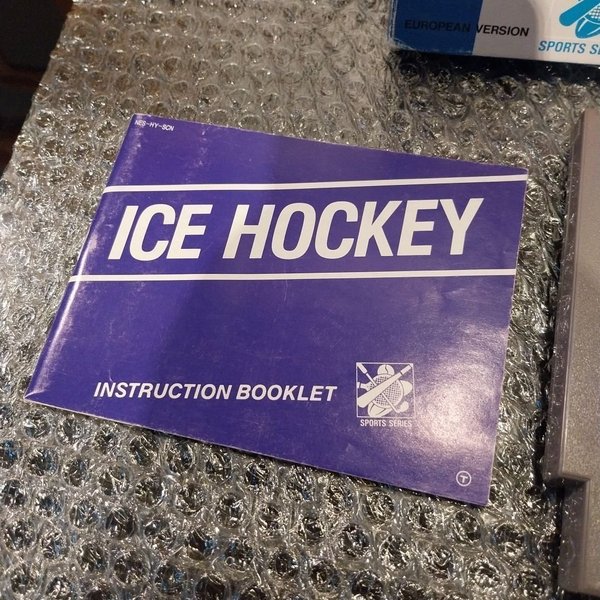 EUROPEAN VERSION
SPORTS SE
NES-HY-SCN
ICE HOCKEY
INSTRUCTION BOOKLET
SPORTS SERIES
T